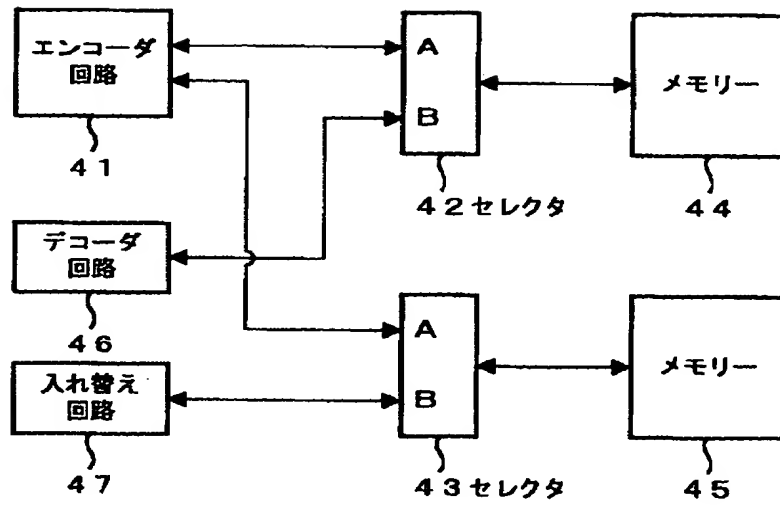 エンコーダ
回路
41
A
B
42セレクタ
メモリー
44
デコーダ
回路
46
A
B
43セレクタ
メモリー
45
入れ替え
回路
47